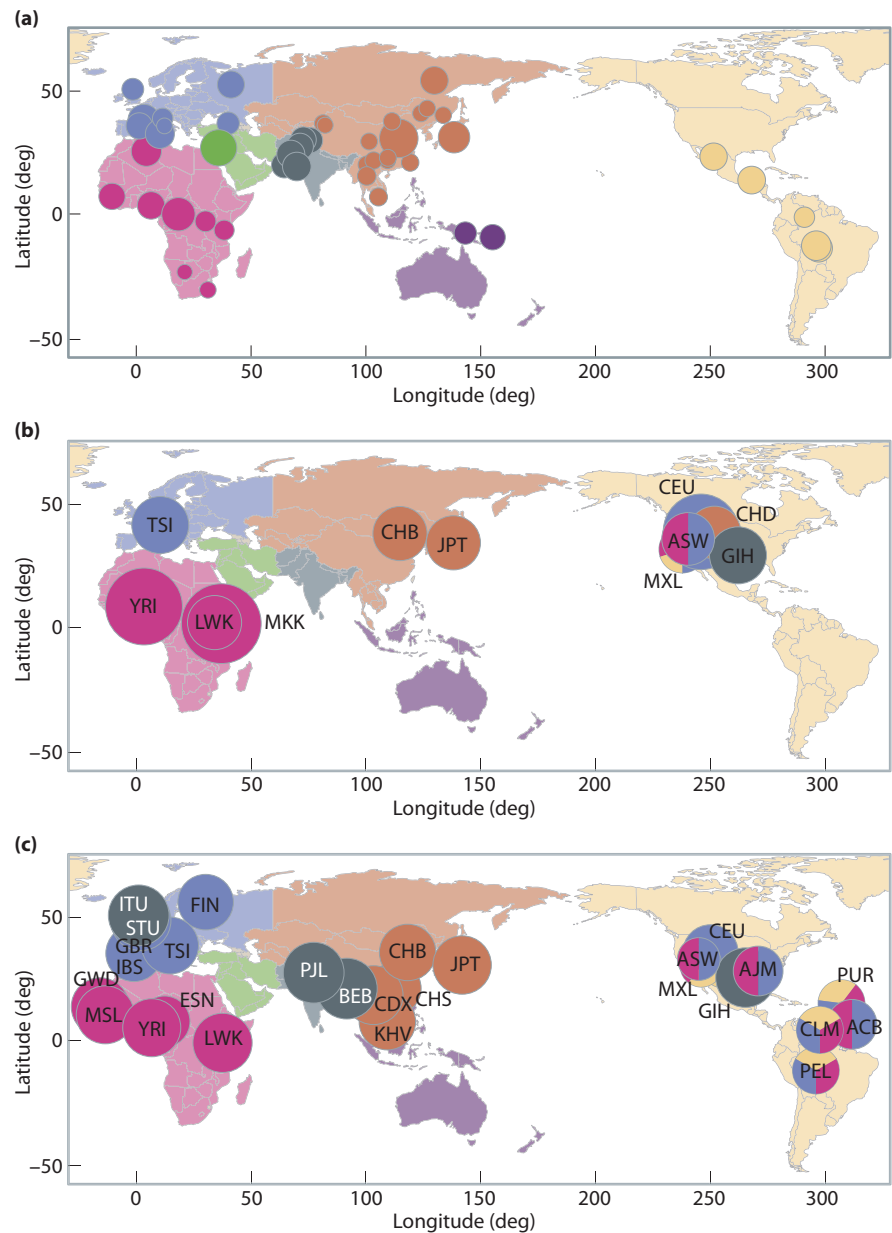 (a)
50
0
−50
Latitude (deg)
0 50 100 150 200 250 300
Longitude (deg)
(b)
50
0
−50
Latitude (deg)
TSI
CHB
JPT
YRI
LWK
MKK
CEU
CHD
ASW
GIH
MXL
0 50 100 150 200 250 300
Longitude (deg)
(c)
50
0
−50
Latitude (deg)
ITU
STU
FIN
GBR
TSI
IBS
GWD
ESN
MSL
YRI
LWK
PJL
BEB
CHB
JPT
CDX
CHS
KHV
CEU
ASW
AJM
MXL
GIH
PUR
CLM
ACB
PEL
0 50 100 150 200 250 300
Longitude (deg)